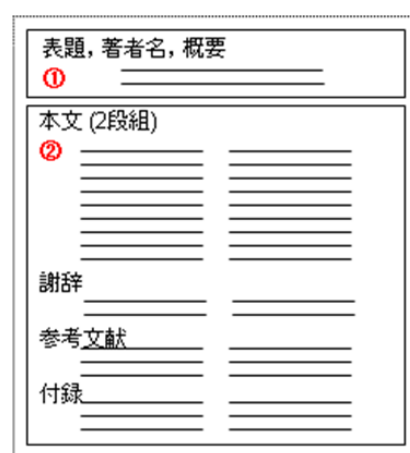 表題, 著者名, 概要
①
本文 (2段組)
②
謝辞
参考文献
付録